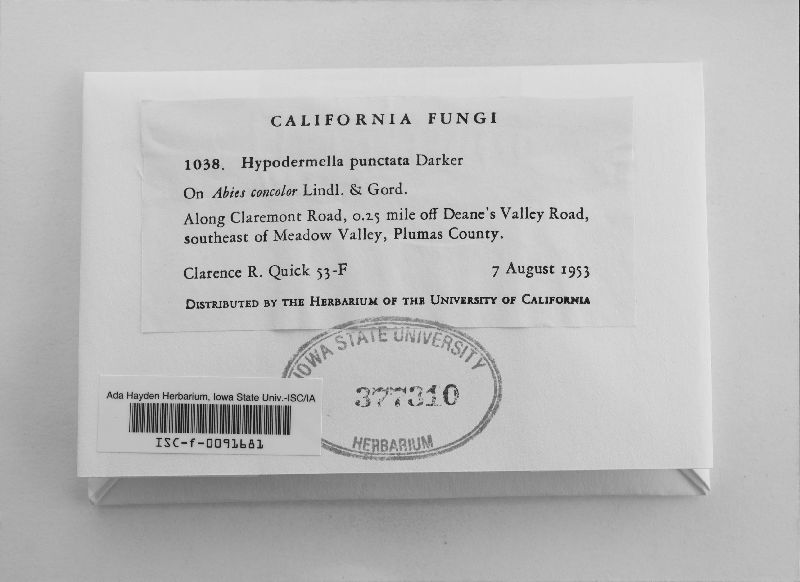 CALIFORNIA FUNGI
1038. Hypodermella punctata Darker
On Abies concolor Lindl. & Gord.
Along Claremont Road, 0.25 mile off Deane's Valley Road,
southeast of Meadow Valley, Plumas County.
Clarence R. Quick 53-F 7 August 1953
DISTRIBUTED BY THE HERBARIUM OF THE UNIVERSITY OF CALIFORNIA
IOWA STATE UNIVERSITY
377310
HERBARIUM
Ada Hayden Herbarium, Iowa State Univ.-ISC/IA
ISC-f-0091681